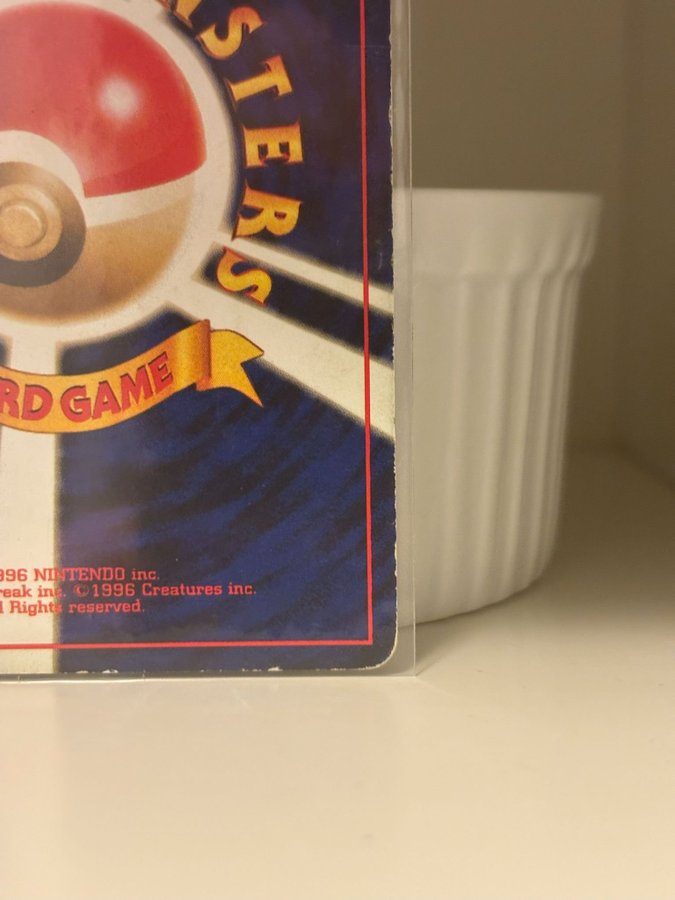 STERS
RD GAME
996 NINTENDO inc.
reak inc. ©1996 Creatures inc.
l Rights reserved.